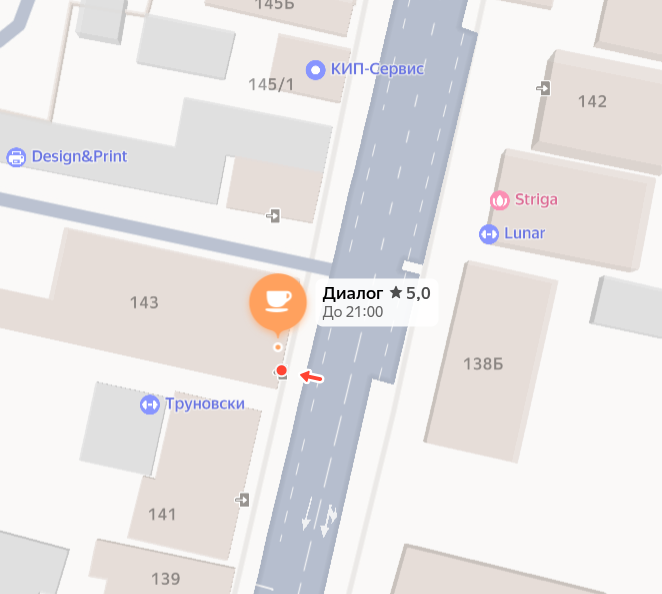 145Б
КИП-Сервис
145/1
142
Design&Print
Striga
Lunar
Диалог ★ 5,0
До 21:00
143
138Б
Труновски
141
139